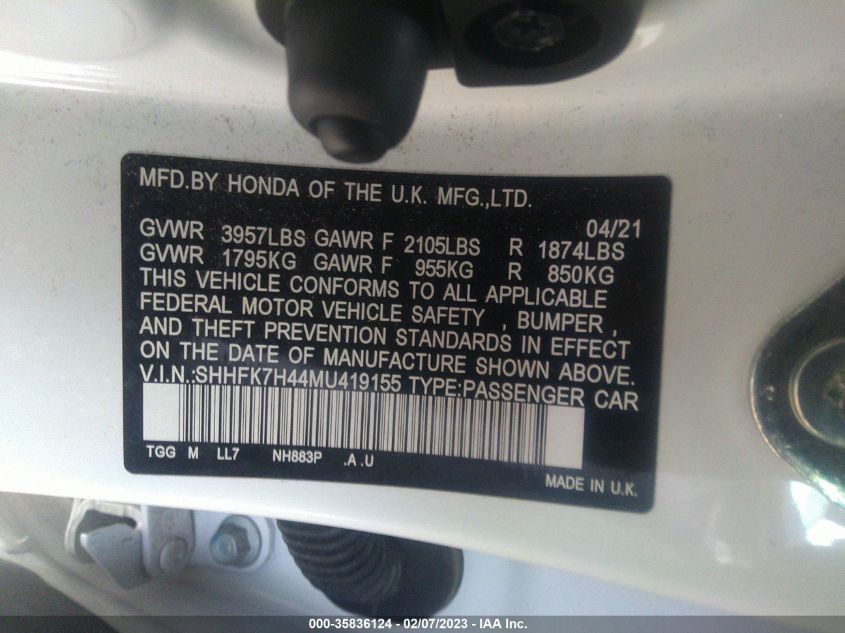 MFD.BY HONDA OF THE U.K. MFG.,LTD.
04/21
GVWR 3957LBS GAWR F 2105LBS R 1874LBS
GVWR 1795KG GAWR F 955KG R 850KG
THIS VEHICLE CONFORMS TO ALL APPLICABLE
FEDERAL MOTOR VEHICLE SAFETY , BUMPER ,
AND THEFT PREVENTION STANDARDS IN EFFECT
ON THE DATE OF MANUFACTURE SHOWN ABOVE.
V.I.N.:SHHFK7H44MU419155 TYPE:PASSENGER CAR
TGG M LL7 NH883P .A .U
MADE IN U.K.
000-35836124 - 02/07/2023 - IAA Inc.